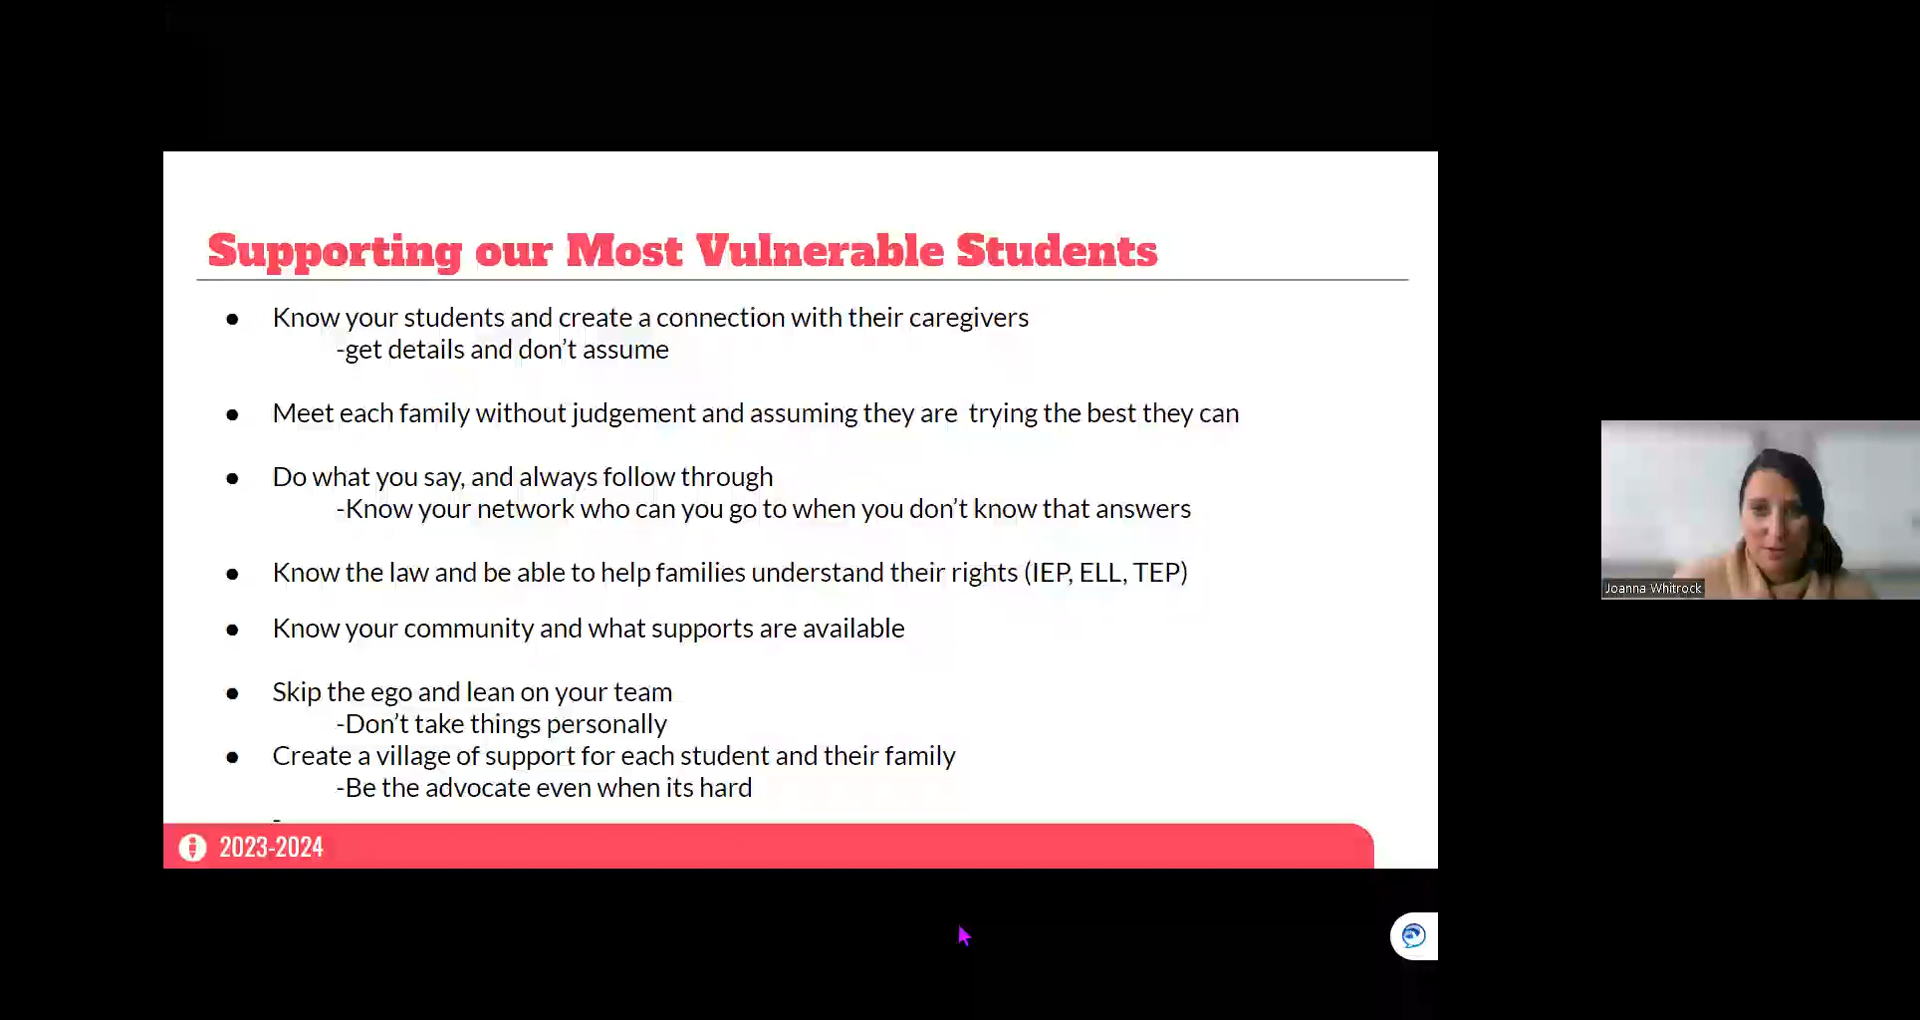 Supporting our Most Vulnerable Students
● Know your students and create a connection with their caregivers
-get details and don't assume
● Meet each family without judgement and assuming they are  trying the best they can
● Do what you say, and always follow through
-Know your network who can you go to when you don't know that answers
● Know the law and be able to help families understand their rights (IEP, ELL, TEP)
● Know your community and what supports are available
● Skip the ego and lean on your team
-Don't take things personally
● Create a village of support for each student and their family
-Be the advocate even when its hard
-
2023-2024
Joanna Whitrock